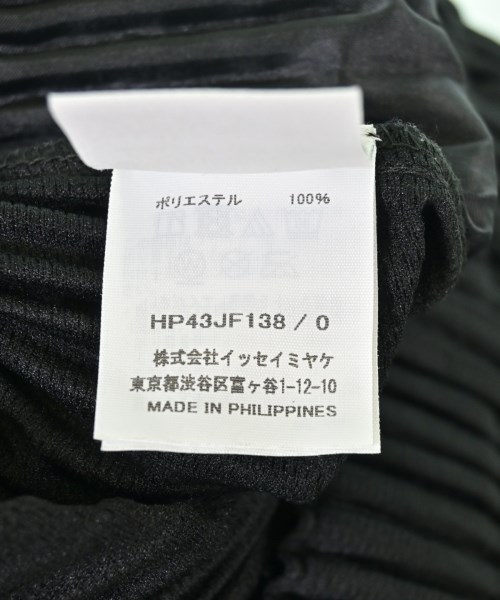 ポリエステル 100%
HP43JF138 / 0
株式会社イッセイミヤケ
東京都渋谷区富ヶ谷1-12-10
MADE IN PHILIPPINES